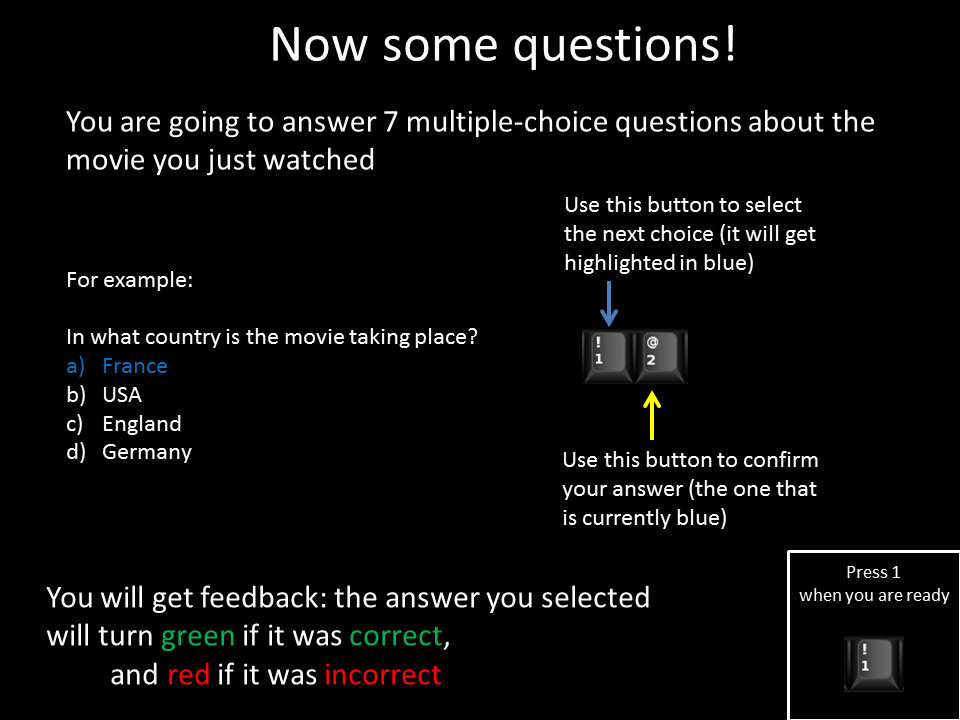 Now some questions!
You are going to answer 7 multiple-choice questions about the
movie you just watched
Use this button to select
the next choice (it will get
highlighted in blue)
For example:
In what country is the movie taking place?
a) France
b) USA
c) England
d) Germany
! @
1 2
Use this button to confirm
your answer (the one that
is currently blue)
You will get feedback: the answer you selected
will turn green if it was correct,
and red if it was incorrect
Press 1
when you are ready
!
1